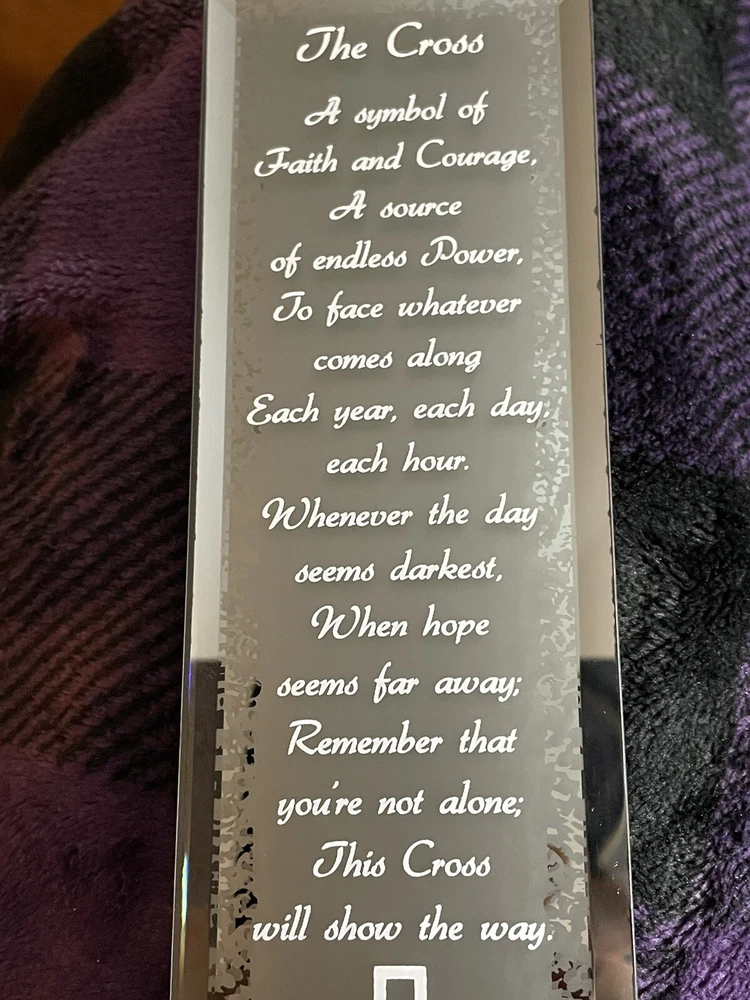 The Cross
A symbol of
Faith and Courage,
A source
of endless Power,
To face whatever
comes along
Each year, each day,
each hour.
Whenever the day
seems darkest,
When hope
seems far away;
Remember that
you're not alone;
This Cross
will show the way.